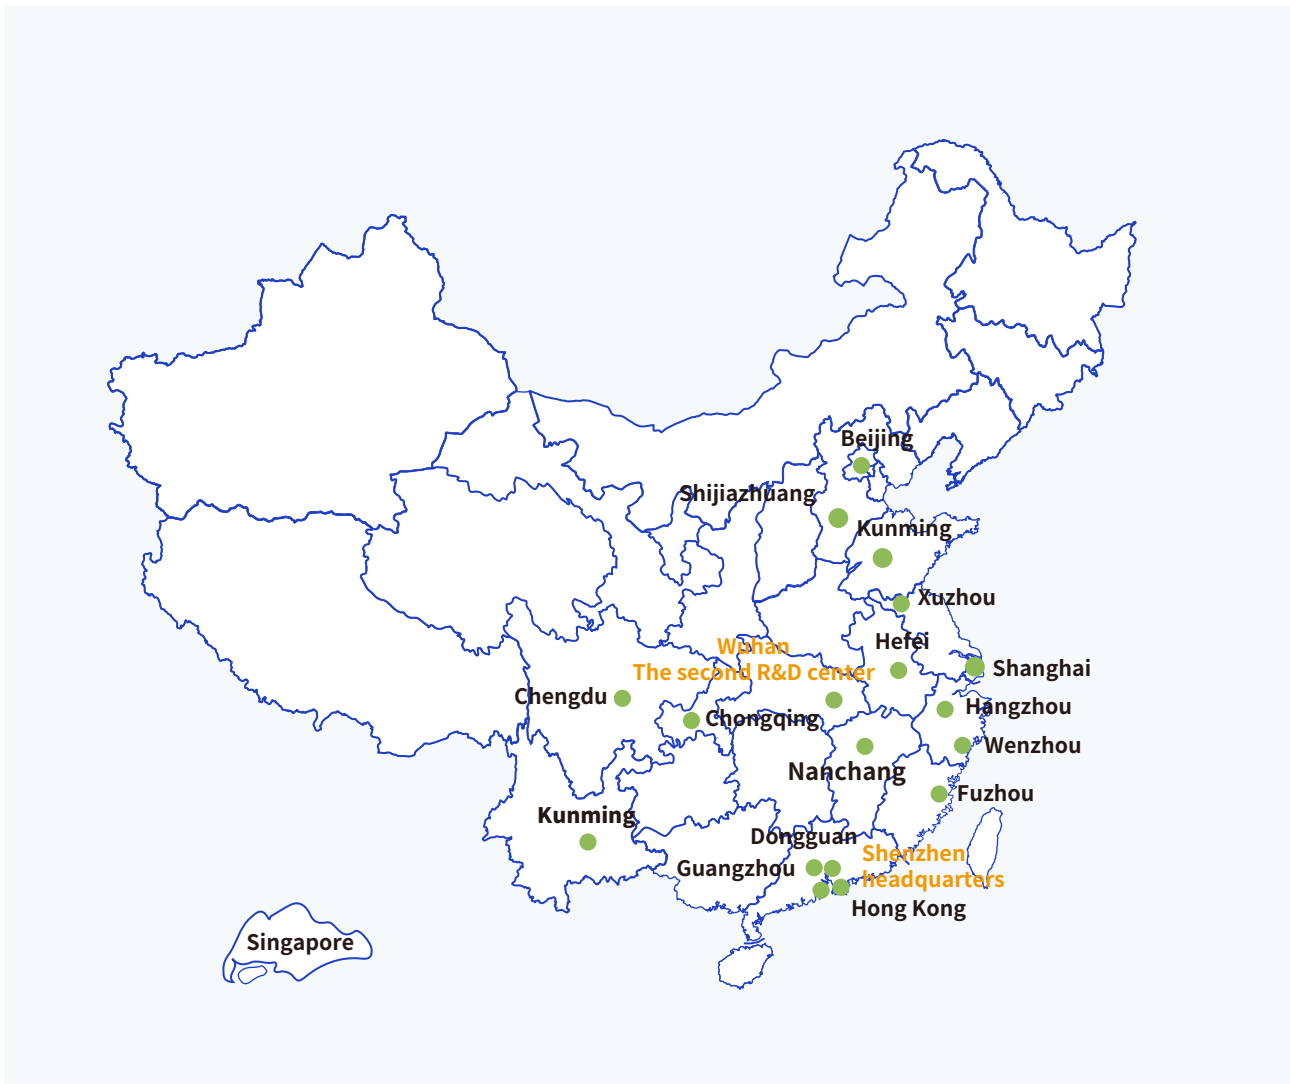 Beijing
Shijiazhuang
Kunming
Xuzhou
Hefei
Wuhan
The second R&D center
Shanghai
Chengdu
Hangzhou
Chongqing
Wenzhou
Nanchang
Fuzhou
Kunming
Dongguan
Shenzhen
headquarters
Guangzhou
Hong Kong
Singapore